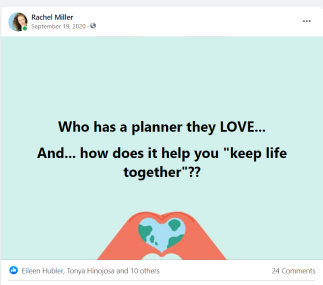 Rachel Miller
September 19, 2020 ·
Who has a planner they LOVE...
And... how does it help you "keep life
together"??
Eileen Hubler, Tonya Hinojosa and 10 others
24 Comments